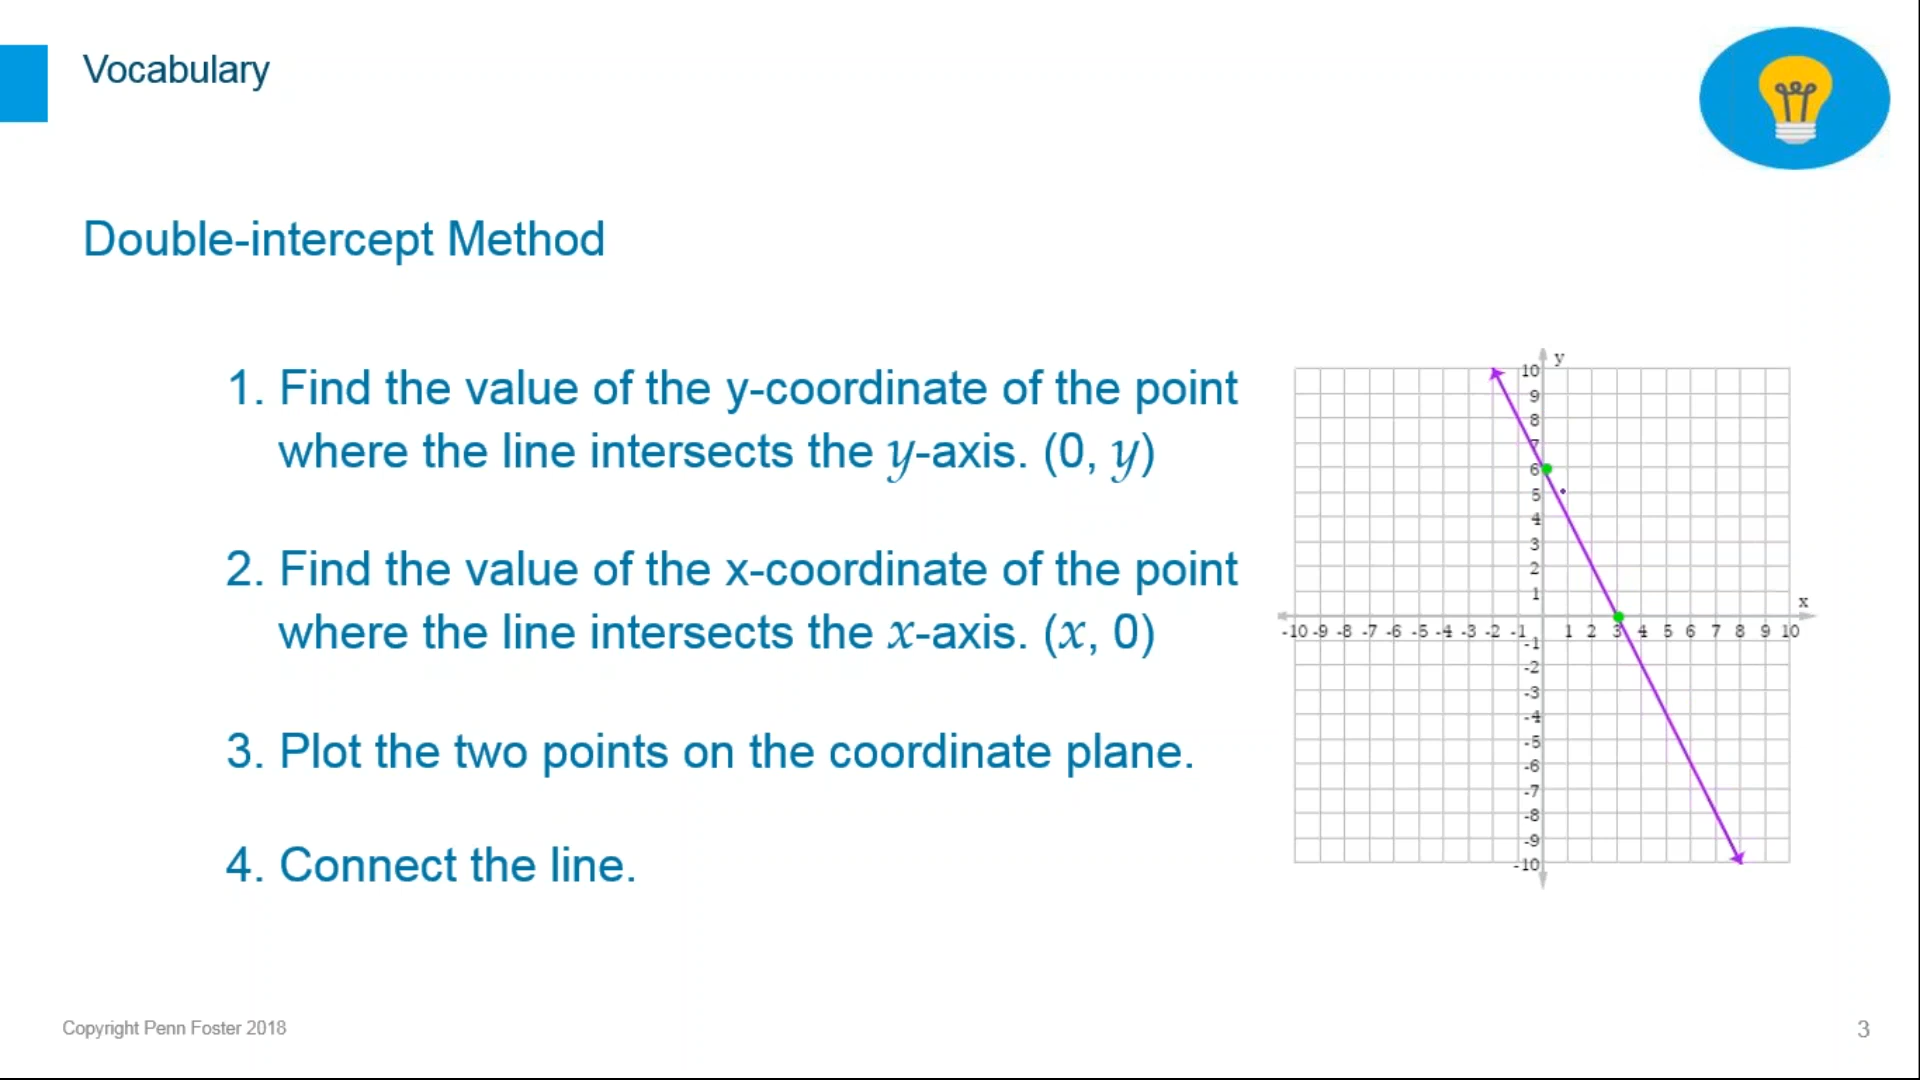 Vocabulary
Double-intercept Method
1. Find the value of the y-coordinate of the point
where the line intersects the y-axis. (0, y)
2. Find the value of the x-coordinate of the point
where the line intersects the x-axis. (x, 0)
3. Plot the two points on the coordinate plane.
4. Connect the line.
y
10
9
8
7
6
5
4
3
2
1
x
-10 -9 -8 -7 -6 -5 -4 -3 -2 -1 1 2 3 4 5 6 7 8 9 10
-1
-2
-3
-4
-5
-6
-7
-8
-9
-10
Copyright Penn Foster 2018
3